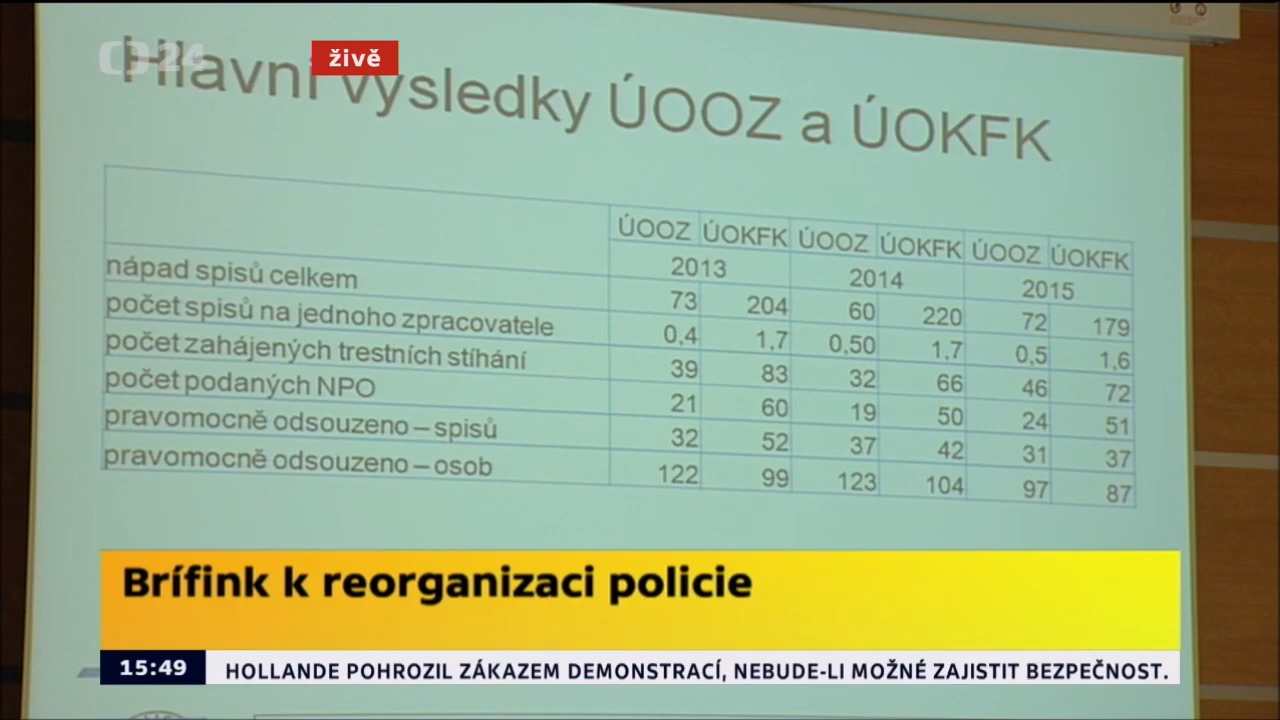 ČT24
živě
Hlavní výsledky ÚOOZ a ÚOKFK
ÚOOZ ÚOKFK ÚOOZ ÚOKFK ÚOOZ ÚOKFK
2013 2014 2015
nápad spisů celkem 73 204 60 220 72 179
počet spisů na jednoho zpracovatele 0,4 1,7 0,50 1,7 0,5 1,6
počet zahájených trestních stíhání 39 83 32 66 46 72
počet podaných NPO 21 60 19 50 24 51
pravomocně odsouzeno – spisů 32 52 37 42 31 37
pravomocně odsouzeno – osob 122 99 123 104 97 87
Brífink k reorganizaci policie
15:49 HOLLANDE POHROZIL ZÁKAZEM DEMONSTRACÍ, NEBUDE-LI MOŽNÉ ZAJISTIT BEZPEČNOST.